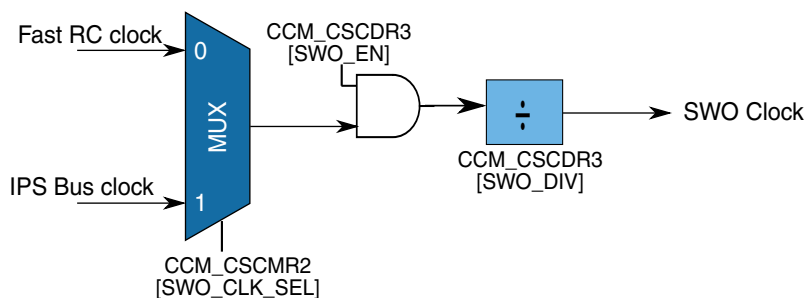 Fast RC clock
0
CCM_CSCDR3
[SWO_EN]
MUX
÷
SWO Clock
CCM_CSCDR3
[SWO_DIV]
IPS Bus clock
1
CCM_CSCMR2
[SWO_CLK_SEL]